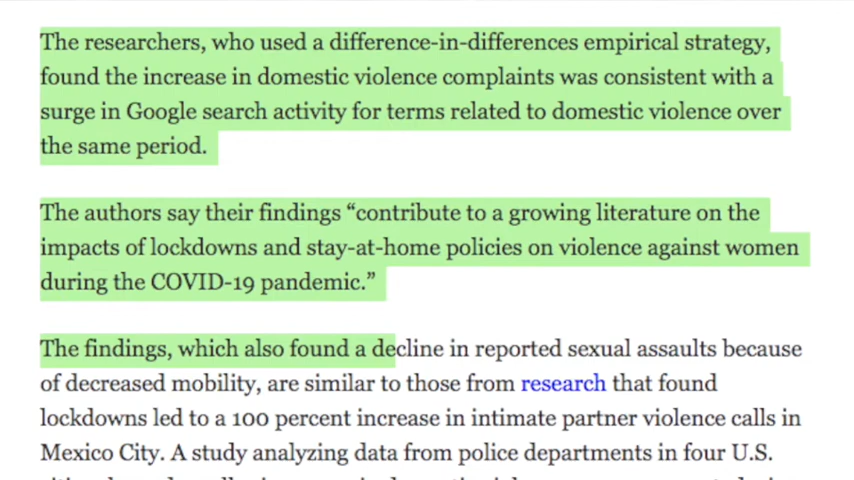 The researchers, who used a difference-in-differences empirical strategy,
found the increase in domestic violence complaints was consistent with a
surge in Google search activity for terms related to domestic violence over
the same period.
The authors say their findings “contribute to a growing literature on the
impacts of lockdowns and stay-at-home policies on violence against women
during the COVID-19 pandemic.”
The findings, which also found a decline in reported sexual assaults because
of decreased mobility, are similar to those from research that found
lockdowns led to a 100 percent increase in intimate partner violence calls in
Mexico City. A study analyzing data from police departments in four U.S.